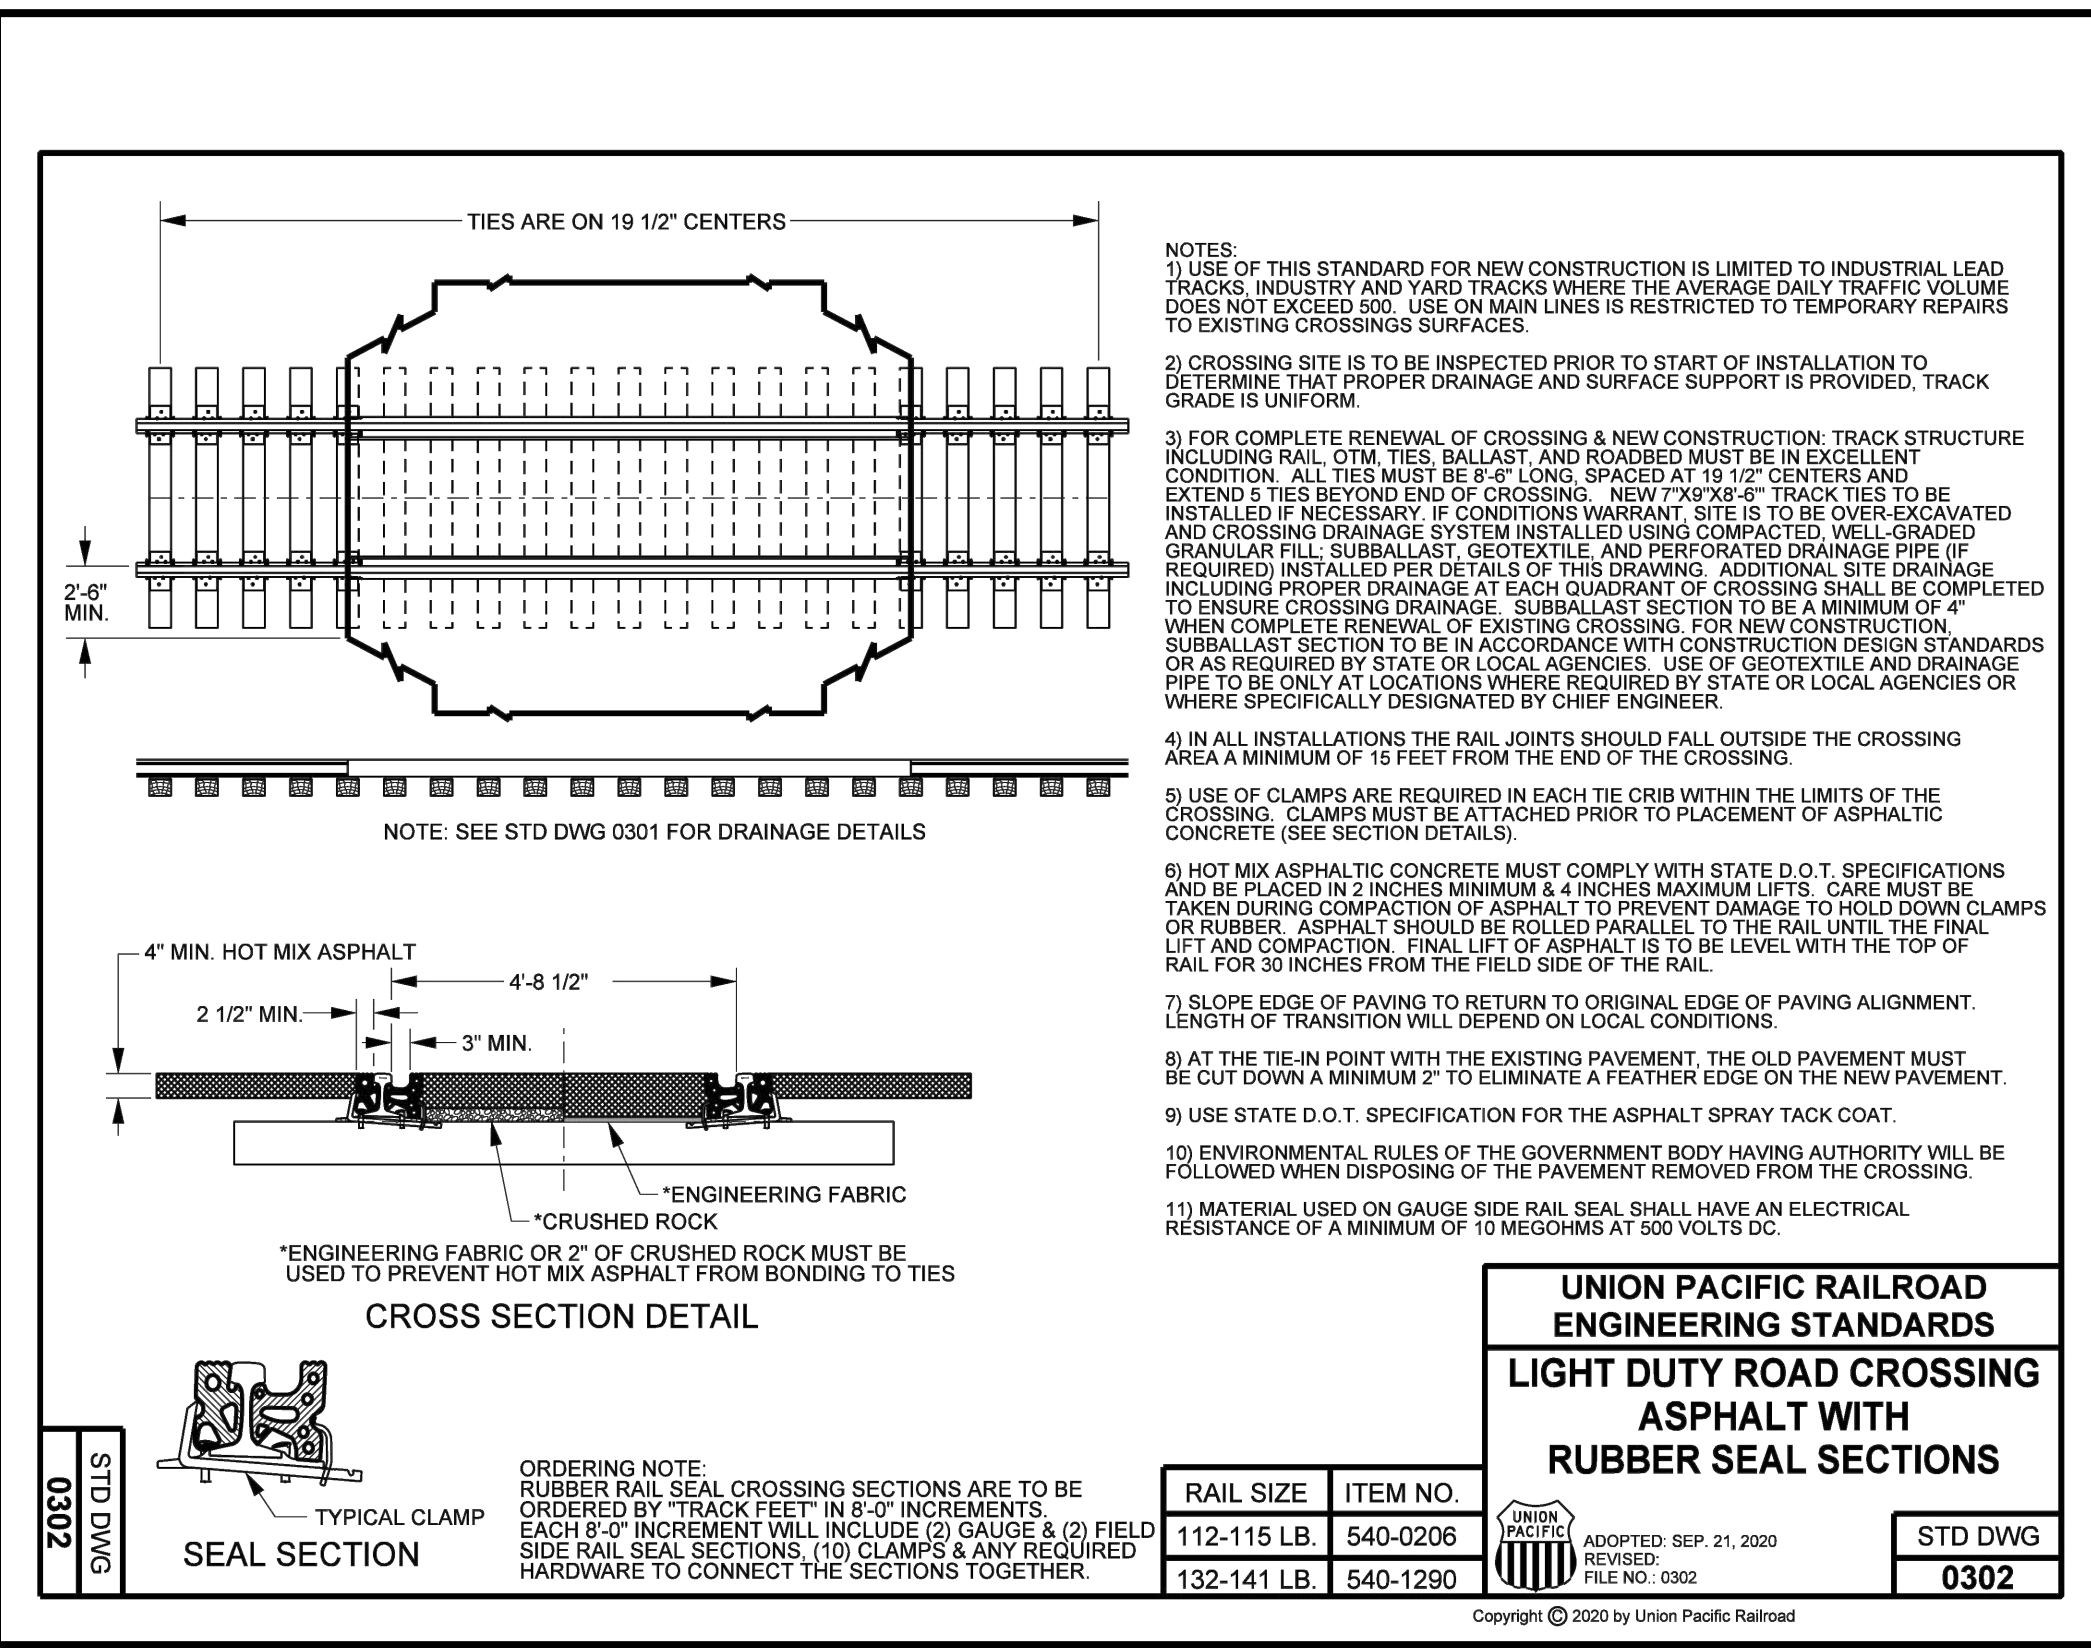 TIES ARE ON 19 1/2" CENTERS
2'-6"
MIN.
NOTE: SEE STD DWG 0301 FOR DRAINAGE DETAILS
4" MIN. HOT MIX ASPHALT
4'-8 1/2"
2 1/2" MIN.
3" MIN.
*ENGINEERING FABRIC
*CRUSHED ROCK
*ENGINEERING FABRIC OR 2" OF CRUSHED ROCK MUST BE
USED TO PREVENT HOT MIX ASPHALT FROM BONDING TO TIES
CROSS SECTION DETAIL
TYPICAL CLAMP
SEAL SECTION
ORDERING NOTE:
RUBBER RAIL SEAL CROSSING SECTIONS ARE TO BE
ORDERED BY "TRACK FEET" IN 8'-0" INCREMENTS.
EACH 8'-0" INCREMENT WILL INCLUDE (2) GAUGE & (2) FIELD
SIDE RAIL SEAL SECTIONS, (10) CLAMPS & ANY REQUIRED
HARDWARE TO CONNECT THE SECTIONS TOGETHER.
STD DWG
0302
NOTES:
1) USE OF THIS STANDARD FOR NEW CONSTRUCTION IS LIMITED TO INDUSTRIAL LEAD
TRACKS, INDUSTRY AND YARD TRACKS WHERE THE AVERAGE DAILY TRAFFIC VOLUME
DOES NOT EXCEED 500. USE ON MAIN LINES IS RESTRICTED TO TEMPORARY REPAIRS
TO EXISTING CROSSINGS SURFACES.
2) CROSSING SITE IS TO BE INSPECTED PRIOR TO START OF INSTALLATION TO
DETERMINE THAT PROPER DRAINAGE AND SURFACE SUPPORT IS PROVIDED, TRACK
GRADE IS UNIFORM.
3) FOR COMPLETE RENEWAL OF CROSSING & NEW CONSTRUCTION: TRACK STRUCTURE
INCLUDING RAIL, OTM, TIES, BALLAST, AND ROADBED MUST BE IN EXCELLENT
CONDITION. ALL TIES MUST BE 8'-6" LONG, SPACED AT 19 1/2" CENTERS AND
EXTEND 5 TIES BEYOND END OF CROSSING. NEW 7"X9"X8'-6'" TRACK TIES TO BE
INSTALLED IF NECESSARY. IF CONDITIONS WARRANT, SITE IS TO BE OVER-EXCAVATED
AND CROSSING DRAINAGE SYSTEM INSTALLED USING COMPACTED, WELL-GRADED
GRANULAR FILL; SUBBALLAST, GEOTEXTILE, AND PERFORATED DRAINAGE PIPE (IF
REQUIRED) INSTALLED PER DETAILS OF THIS DRAWING. ADDITIONAL SITE DRAINAGE
INCLUDING PROPER DRAINAGE AT EACH QUADRANT OF CROSSING SHALL BE COMPLETED
TO ENSURE CROSSING DRAINAGE. SUBBALLAST SECTION TO BE A MINIMUM OF 4"
WHEN COMPLETE RENEWAL OF EXISTING CROSSING. FOR NEW CONSTRUCTION,
SUBBALLAST SECTION TO BE IN ACCORDANCE WITH CONSTRUCTION DESIGN STANDARDS
OR AS REQUIRED BY STATE OR LOCAL AGENCIES. USE OF GEOTEXTILE AND DRAINAGE
PIPE TO BE ONLY AT LOCATIONS WHERE REQUIRED BY STATE OR LOCAL AGENCIES OR
WHERE SPECIFICALLY DESIGNATED BY CHIEF ENGINEER.
4) IN ALL INSTALLATIONS THE RAIL JOINTS SHOULD FALL OUTSIDE THE CROSSING
AREA A MINIMUM OF 15 FEET FROM THE END OF THE CROSSING.
5) USE OF CLAMPS ARE REQUIRED IN EACH TIE CRIB WITHIN THE LIMITS OF THE
CROSSING. CLAMPS MUST BE ATTACHED PRIOR TO PLACEMENT OF ASPHALTIC
CONCRETE (SEE SECTION DETAILS).
6) HOT MIX ASPHALTIC CONCRETE MUST COMPLY WITH STATE D.O.T. SPECIFICATIONS
AND BE PLACED IN 2 INCHES MINIMUM & 4 INCHES MAXIMUM LIFTS. CARE MUST BE
TAKEN DURING COMPACTION OF ASPHALT TO PREVENT DAMAGE TO HOLD DOWN CLAMPS
OR RUBBER. ASPHALT SHOULD BE ROLLED PARALLEL TO THE RAIL UNTIL THE FINAL
LIFT AND COMPACTION. FINAL LIFT OF ASPHALT IS TO BE LEVEL WITH THE TOP OF
RAIL FOR 30 INCHES FROM THE FIELD SIDE OF THE RAIL.
7) SLOPE EDGE OF PAVING TO RETURN TO ORIGINAL EDGE OF PAVING ALIGNMENT.
LENGTH OF TRANSITION WILL DEPEND ON LOCAL CONDITIONS.
8) AT THE TIE-IN POINT WITH THE EXISTING PAVEMENT, THE OLD PAVEMENT MUST
BE CUT DOWN A MINIMUM 2" TO ELIMINATE A FEATHER EDGE ON THE NEW PAVEMENT.
9) USE STATE D.O.T. SPECIFICATION FOR THE ASPHALT SPRAY TACK COAT.
10) ENVIRONMENTAL RULES OF THE GOVERNMENT BODY HAVING AUTHORITY WILL BE
FOLLOWED WHEN DISPOSING OF THE PAVEMENT REMOVED FROM THE CROSSING.
11) MATERIAL USED ON GAUGE SIDE RAIL SEAL SHALL HAVE AN ELECTRICAL
RESISTANCE OF A MINIMUM OF 10 MEGOHMS AT 500 VOLTS DC.
RAIL SIZE ITEM NO.
112-115 LB. 540-0206
132-141 LB. 540-1290
UNION PACIFIC RAILROAD
ENGINEERING STANDARDS
LIGHT DUTY ROAD CROSSING
ASPHALT WITH
RUBBER SEAL SECTIONS
UNION
PACIFIC
ADOPTED: SEP. 21, 2020
REVISED:
FILE NO.: 0302
STD DWG
0302
Copyright © 2020 by Union Pacific Railroad